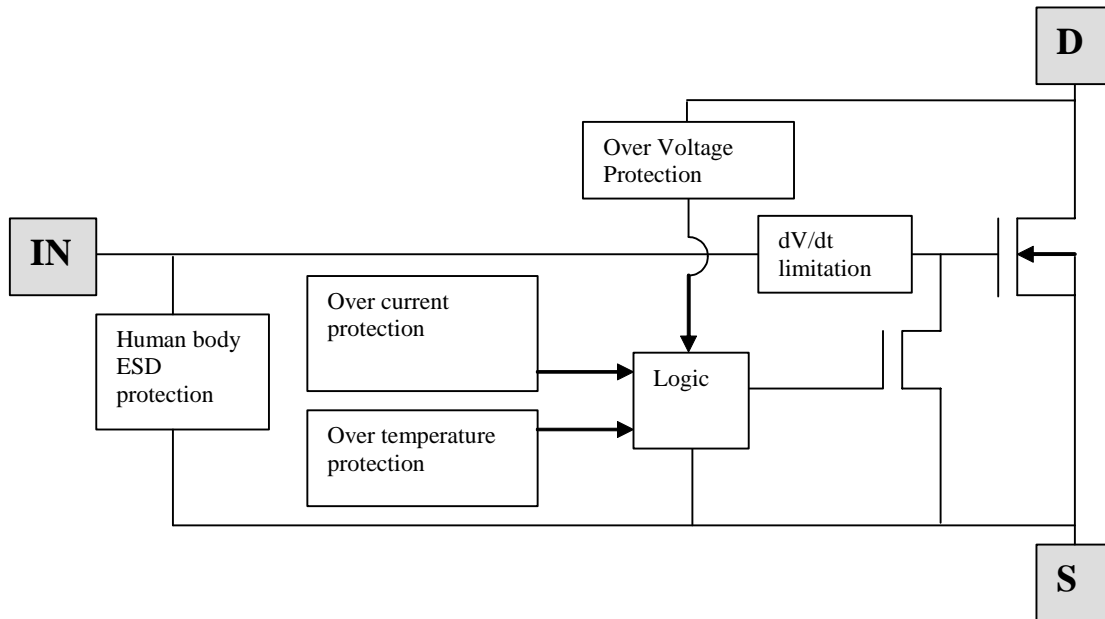 D
Over Voltage
Protection
IN
dV/dt
limitation
Over current
protection
Human body
ESD
protection
Logic
Over temperature
protection
S